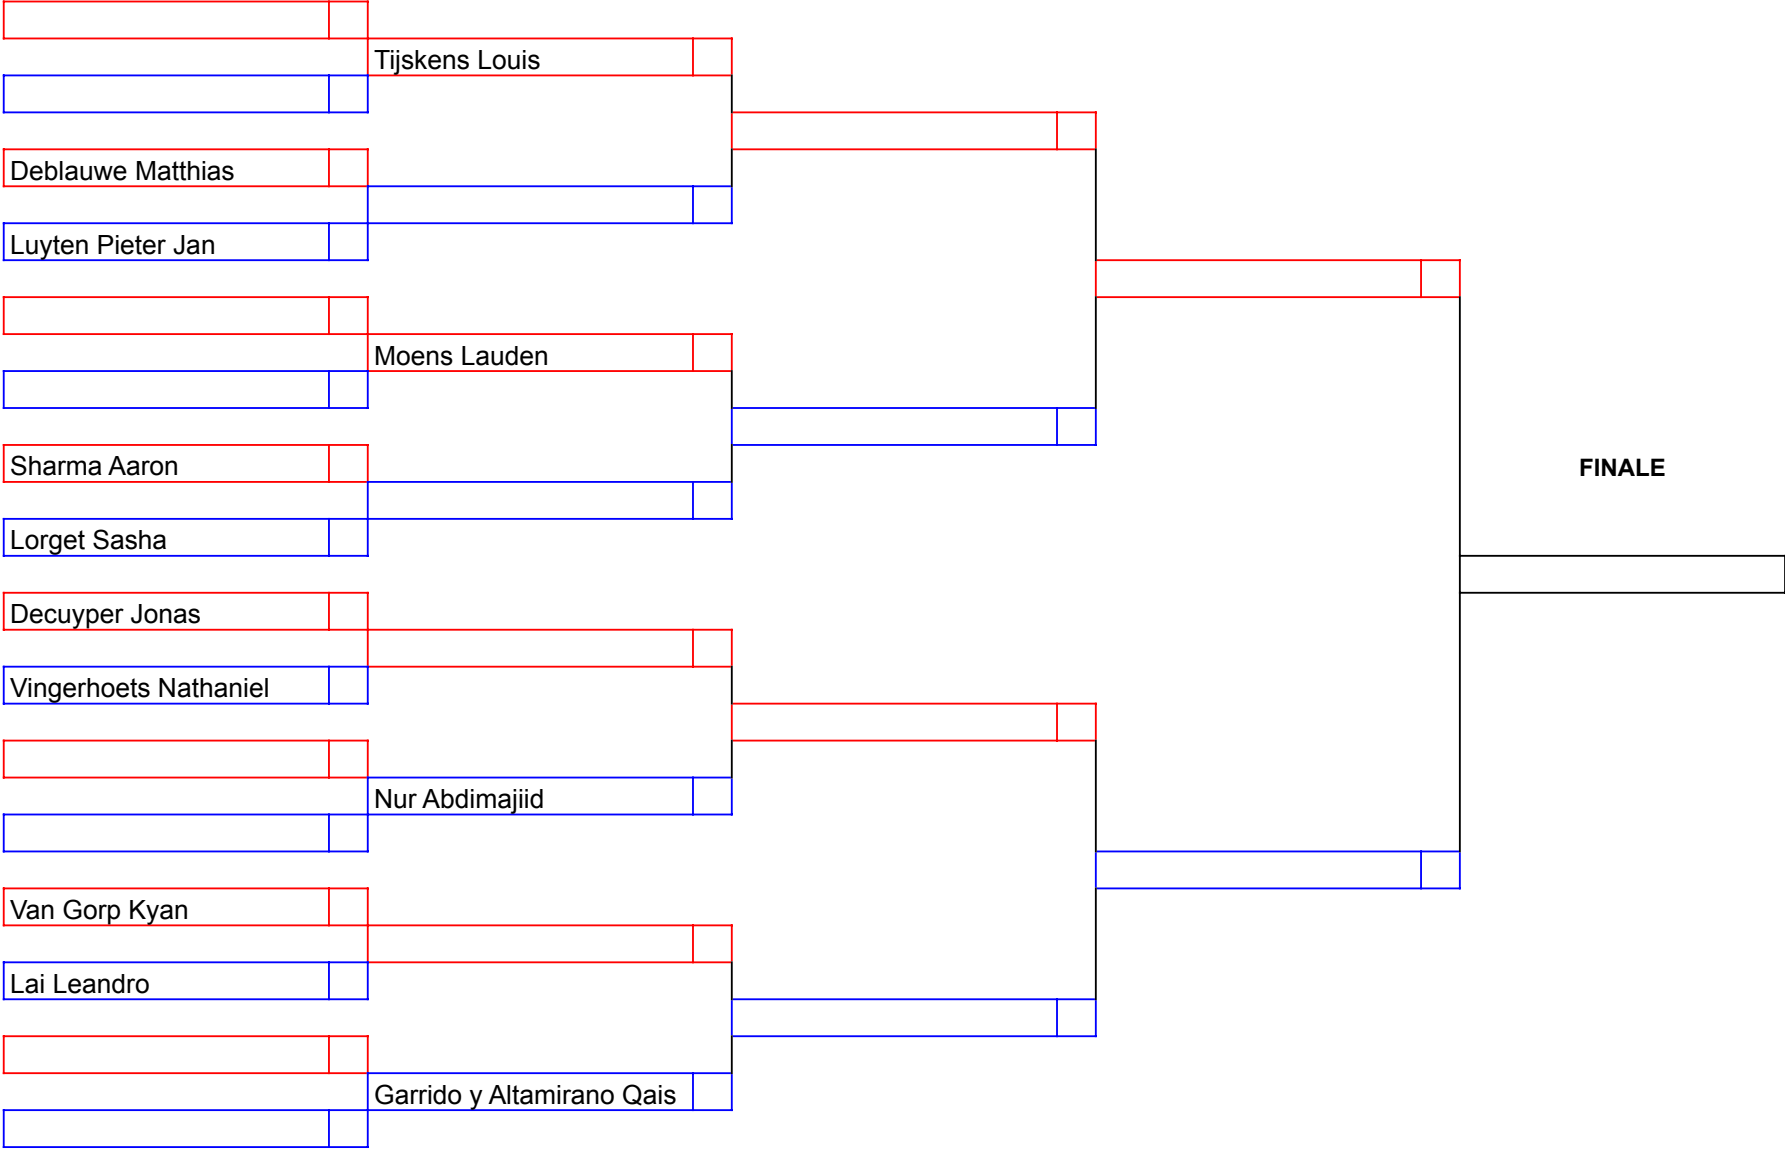 Tijskens Louis
Deblauwe Matthias
Luyten Pieter Jan
Moens Lauden
Sharma Aaron
FINALE
Lorget Sasha
Decuyper Jonas
Vingerhoets Nathaniel
Nur Abdimajiid
Van Gorp Kyan
Lai Leandro
Garrido y Altamirano Qais